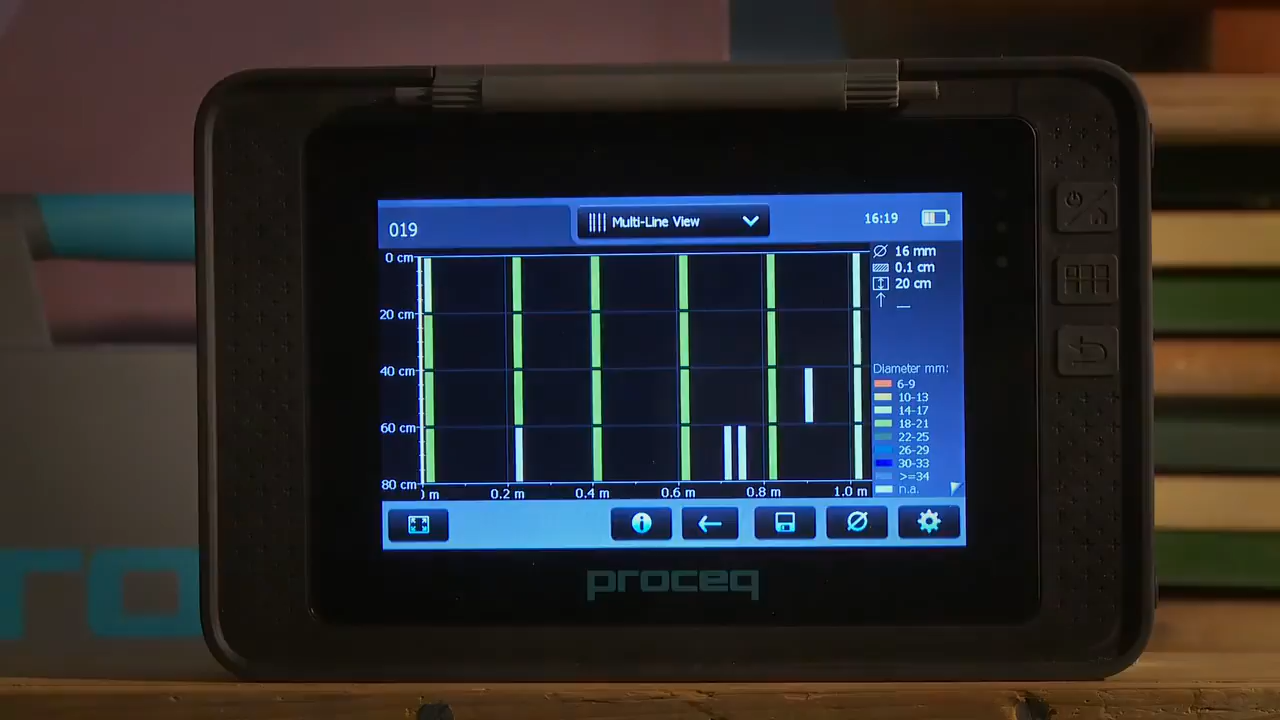 019
Multi-Line View
16:19
0 cm
20 cm
40 cm
60 cm
80 cm
0.2 m
0.4 m
0.6 m
0.8 m
1.0 m
16 mm
0.1 cm
20 cm
Diameter mm:
6-9
10-13
14-17
18-21
22-25
26-29
30-33
>=34
n.a.
proceq